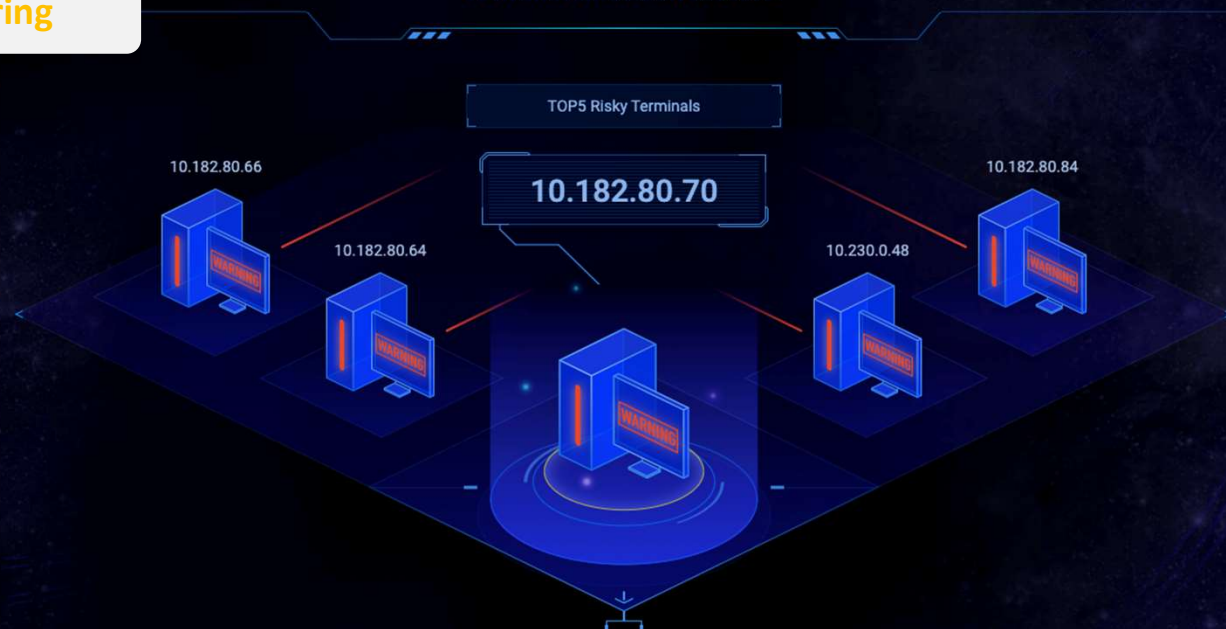 ring
TOP5 Risky Terminals
10.182.80.66
10.182.80.70
10.182.80.84
10.182.80.64
10.230.0.48
WARNING
WARNING
WARNING
WARNING
WARNING